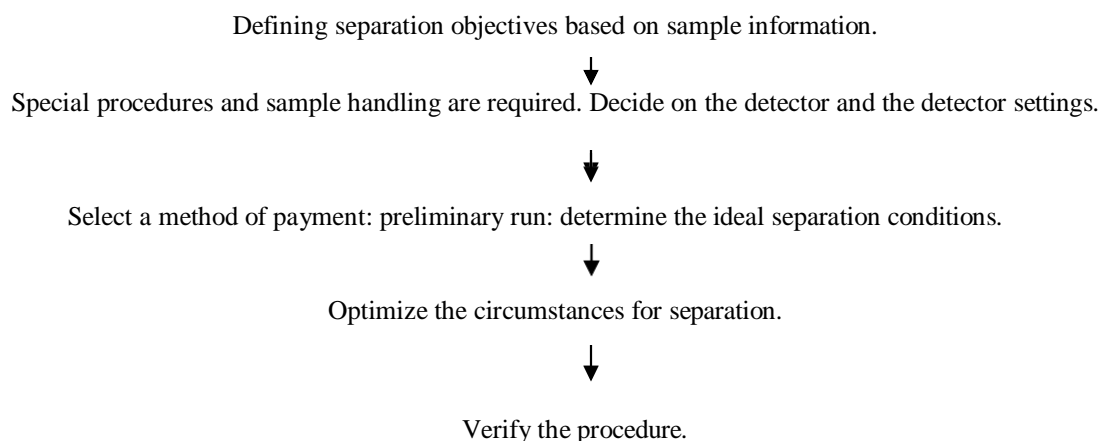 Defining separation objectives based on sample information.
Special procedures and sample handling are required. Decide on the detector and the detector settings.
Select a method of payment: preliminary run: determine the ideal separation conditions.
Optimize the circumstances for separation.
Verify the procedure.